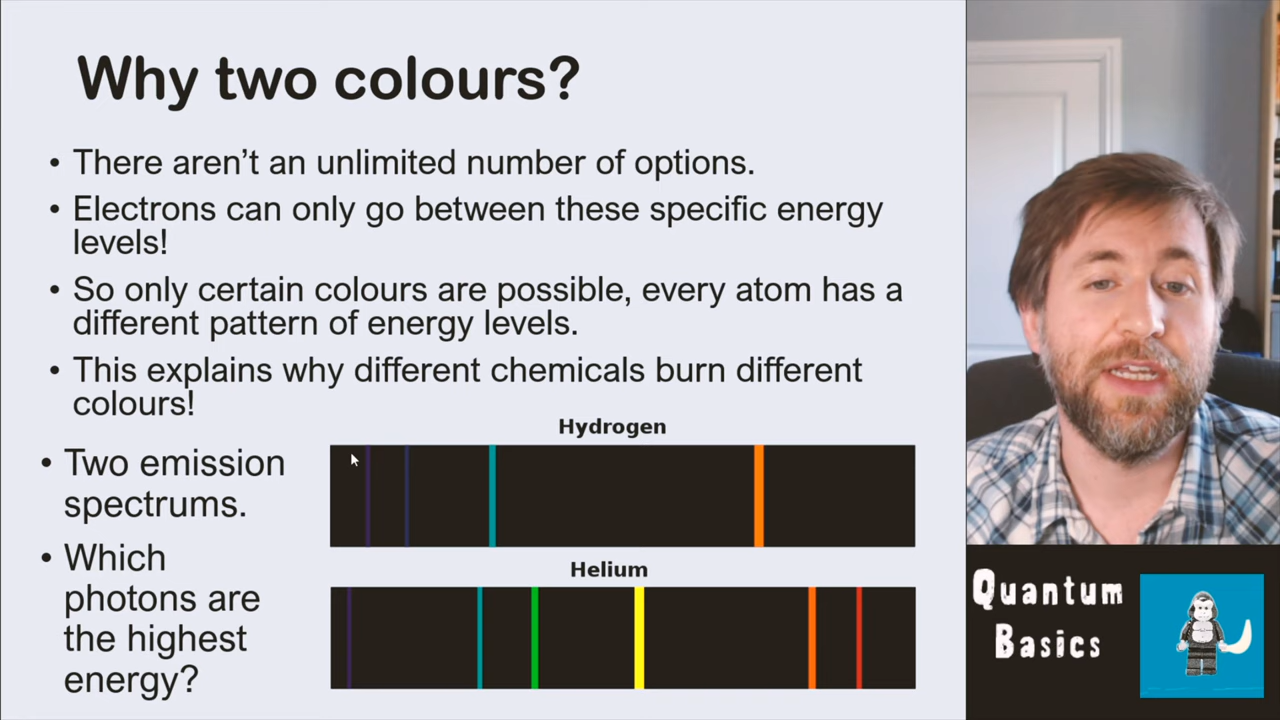 Why two colours?
• There aren’t an unlimited number of options.
• Electrons can only go between these specific energy
levels!
• So only certain colours are possible, every atom has a
different pattern of energy levels.
• This explains why different chemicals burn different
colours!
• Two emission
spectrums.
• Which
photons are
the highest
energy?
Hydrogen
Helium
Quantum
Basics